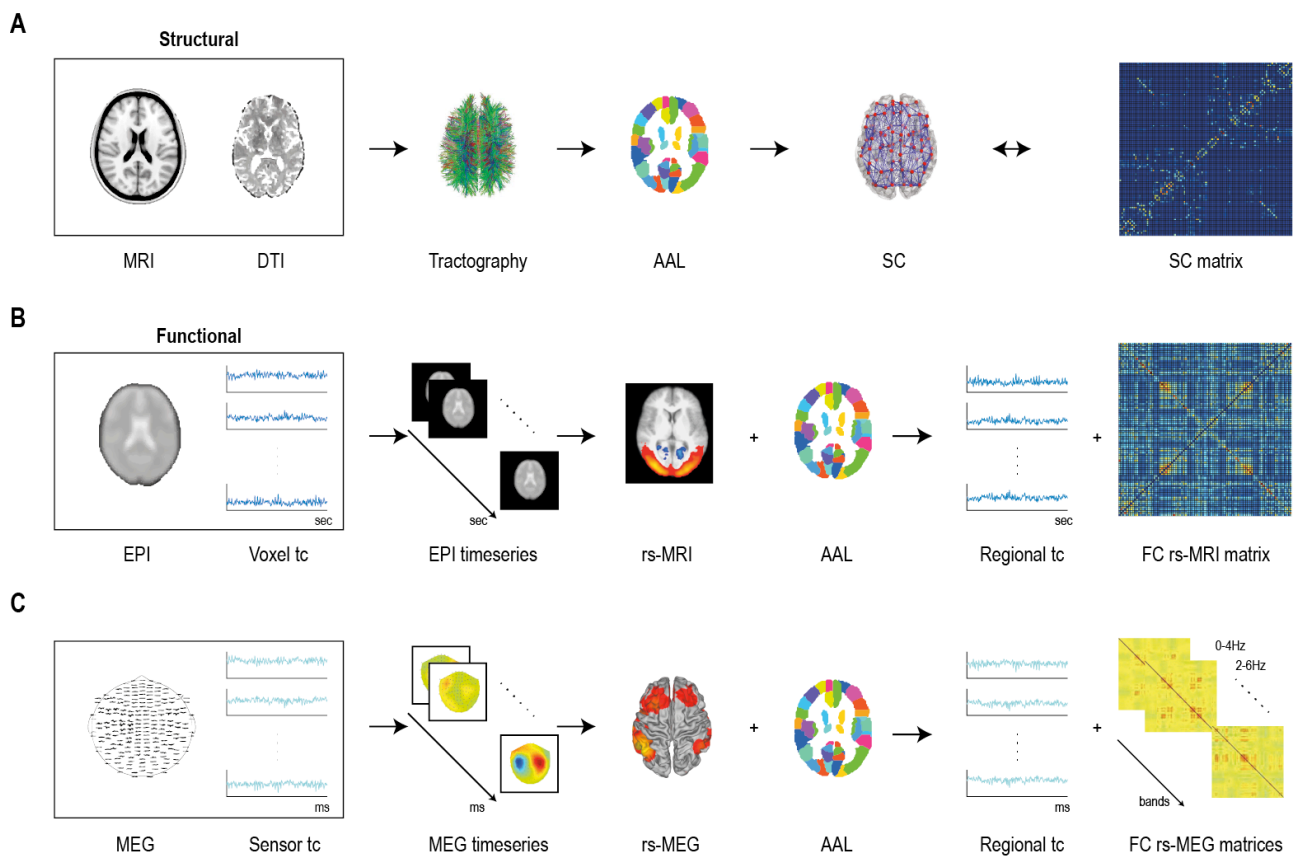 A
Structural
MRI
DTI
Tractography
AAL
SC
SC matrix
B
Functional
sec
sec
sec
EPI
Voxel tc
EPI timeseries
rs-MRI
+
AAL
Regional tc
+
FC rs-MRI matrix
C
0-4Hz
2-6Hz
ms
ms
ms
bands
MEG
Sensor tc
MEG timeseries
rs-MEG
+
AAL
Regional tc
+
FC rs-MEG matrices